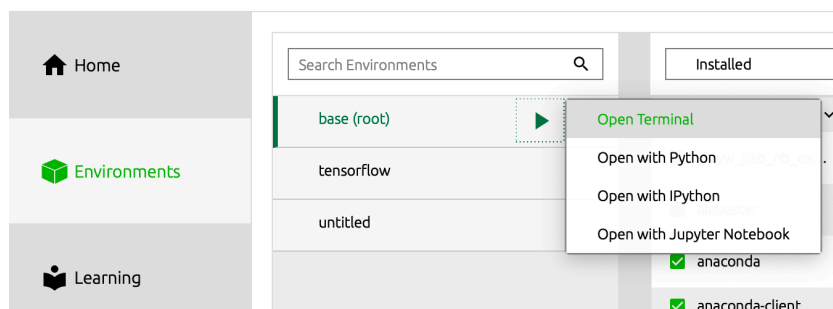 Home
Environments
Learning
Search Environments
base (root)
tensorflow
untitled
Installed
Open Terminal
Open with Python
Open with IPython
Open with Jupyter Notebook
anaconda
anaconda-client